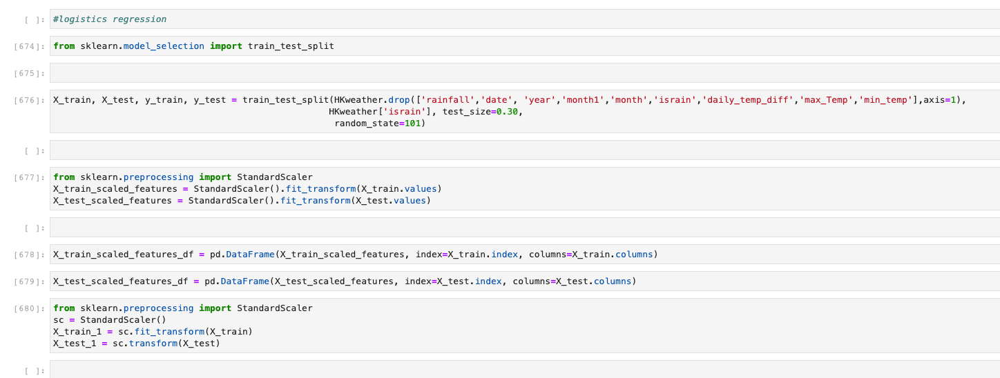 [ ]: #logistics regression
[674]: from sklearn.model_selection import train_test_split
[675]:
[676]: X_train, X_test, y_train, y_test = train_test_split(HKweather.drop(['rainfall','date', 'year','month1','month','israin','daily_temp_diff','max_Temp','min_temp'],axis=1),
HKweather['israin'], test_size=0.30,
random_state=101)
[ ]:
[677]: from sklearn.preprocessing import StandardScaler
X_train_scaled_features = StandardScaler().fit_transform(X_train.values)
X_test_scaled_features = StandardScaler().fit_transform(X_test.values)
[ ]:
[678]: X_train_scaled_features_df = pd.DataFrame(X_train_scaled_features, index=X_train.index, columns=X_train.columns)
[679]: X_test_scaled_features_df = pd.DataFrame(X_test_scaled_features, index=X_test.index, columns=X_test.columns)
[680]: from sklearn.preprocessing import StandardScaler
sc = StandardScaler()
X_train_1 = sc.fit_transform(X_train)
X_test_1 = sc.transform(X_test)
[ ]: